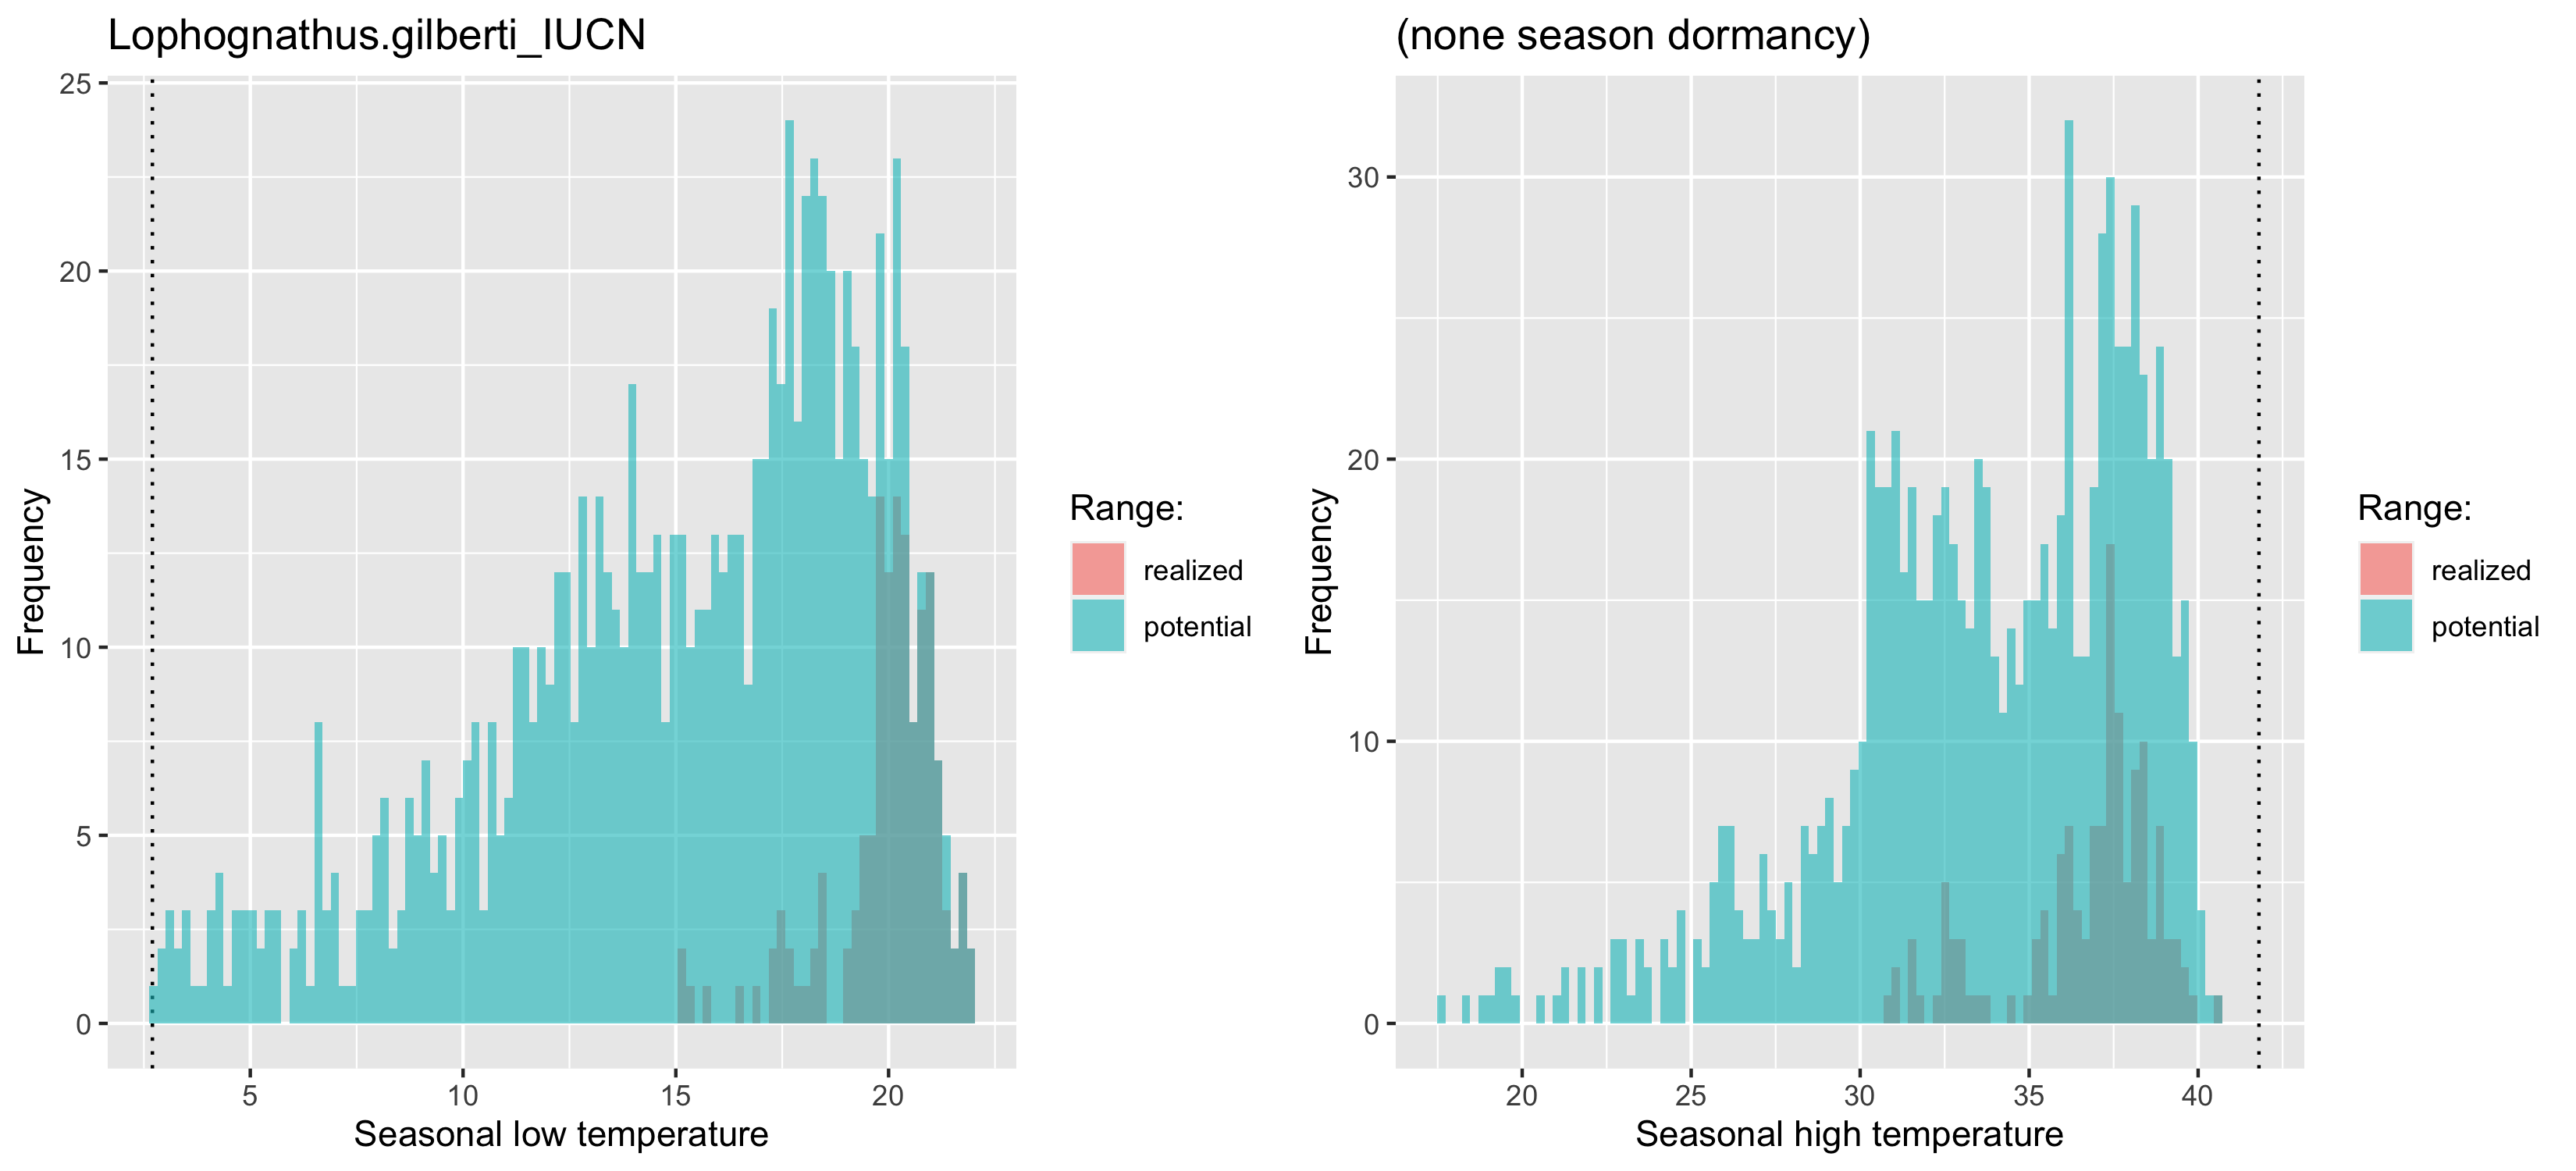 Lophognathus.gilberti_IUCN
25
20
15
10
5
0
Frequency
5 10 15 20
Seasonal low temperature
Range:
realized
potential
(none season dormancy)
30
20
10
0
Frequency
20 25 30 35 40
Seasonal high temperature
Range:
realized
potential